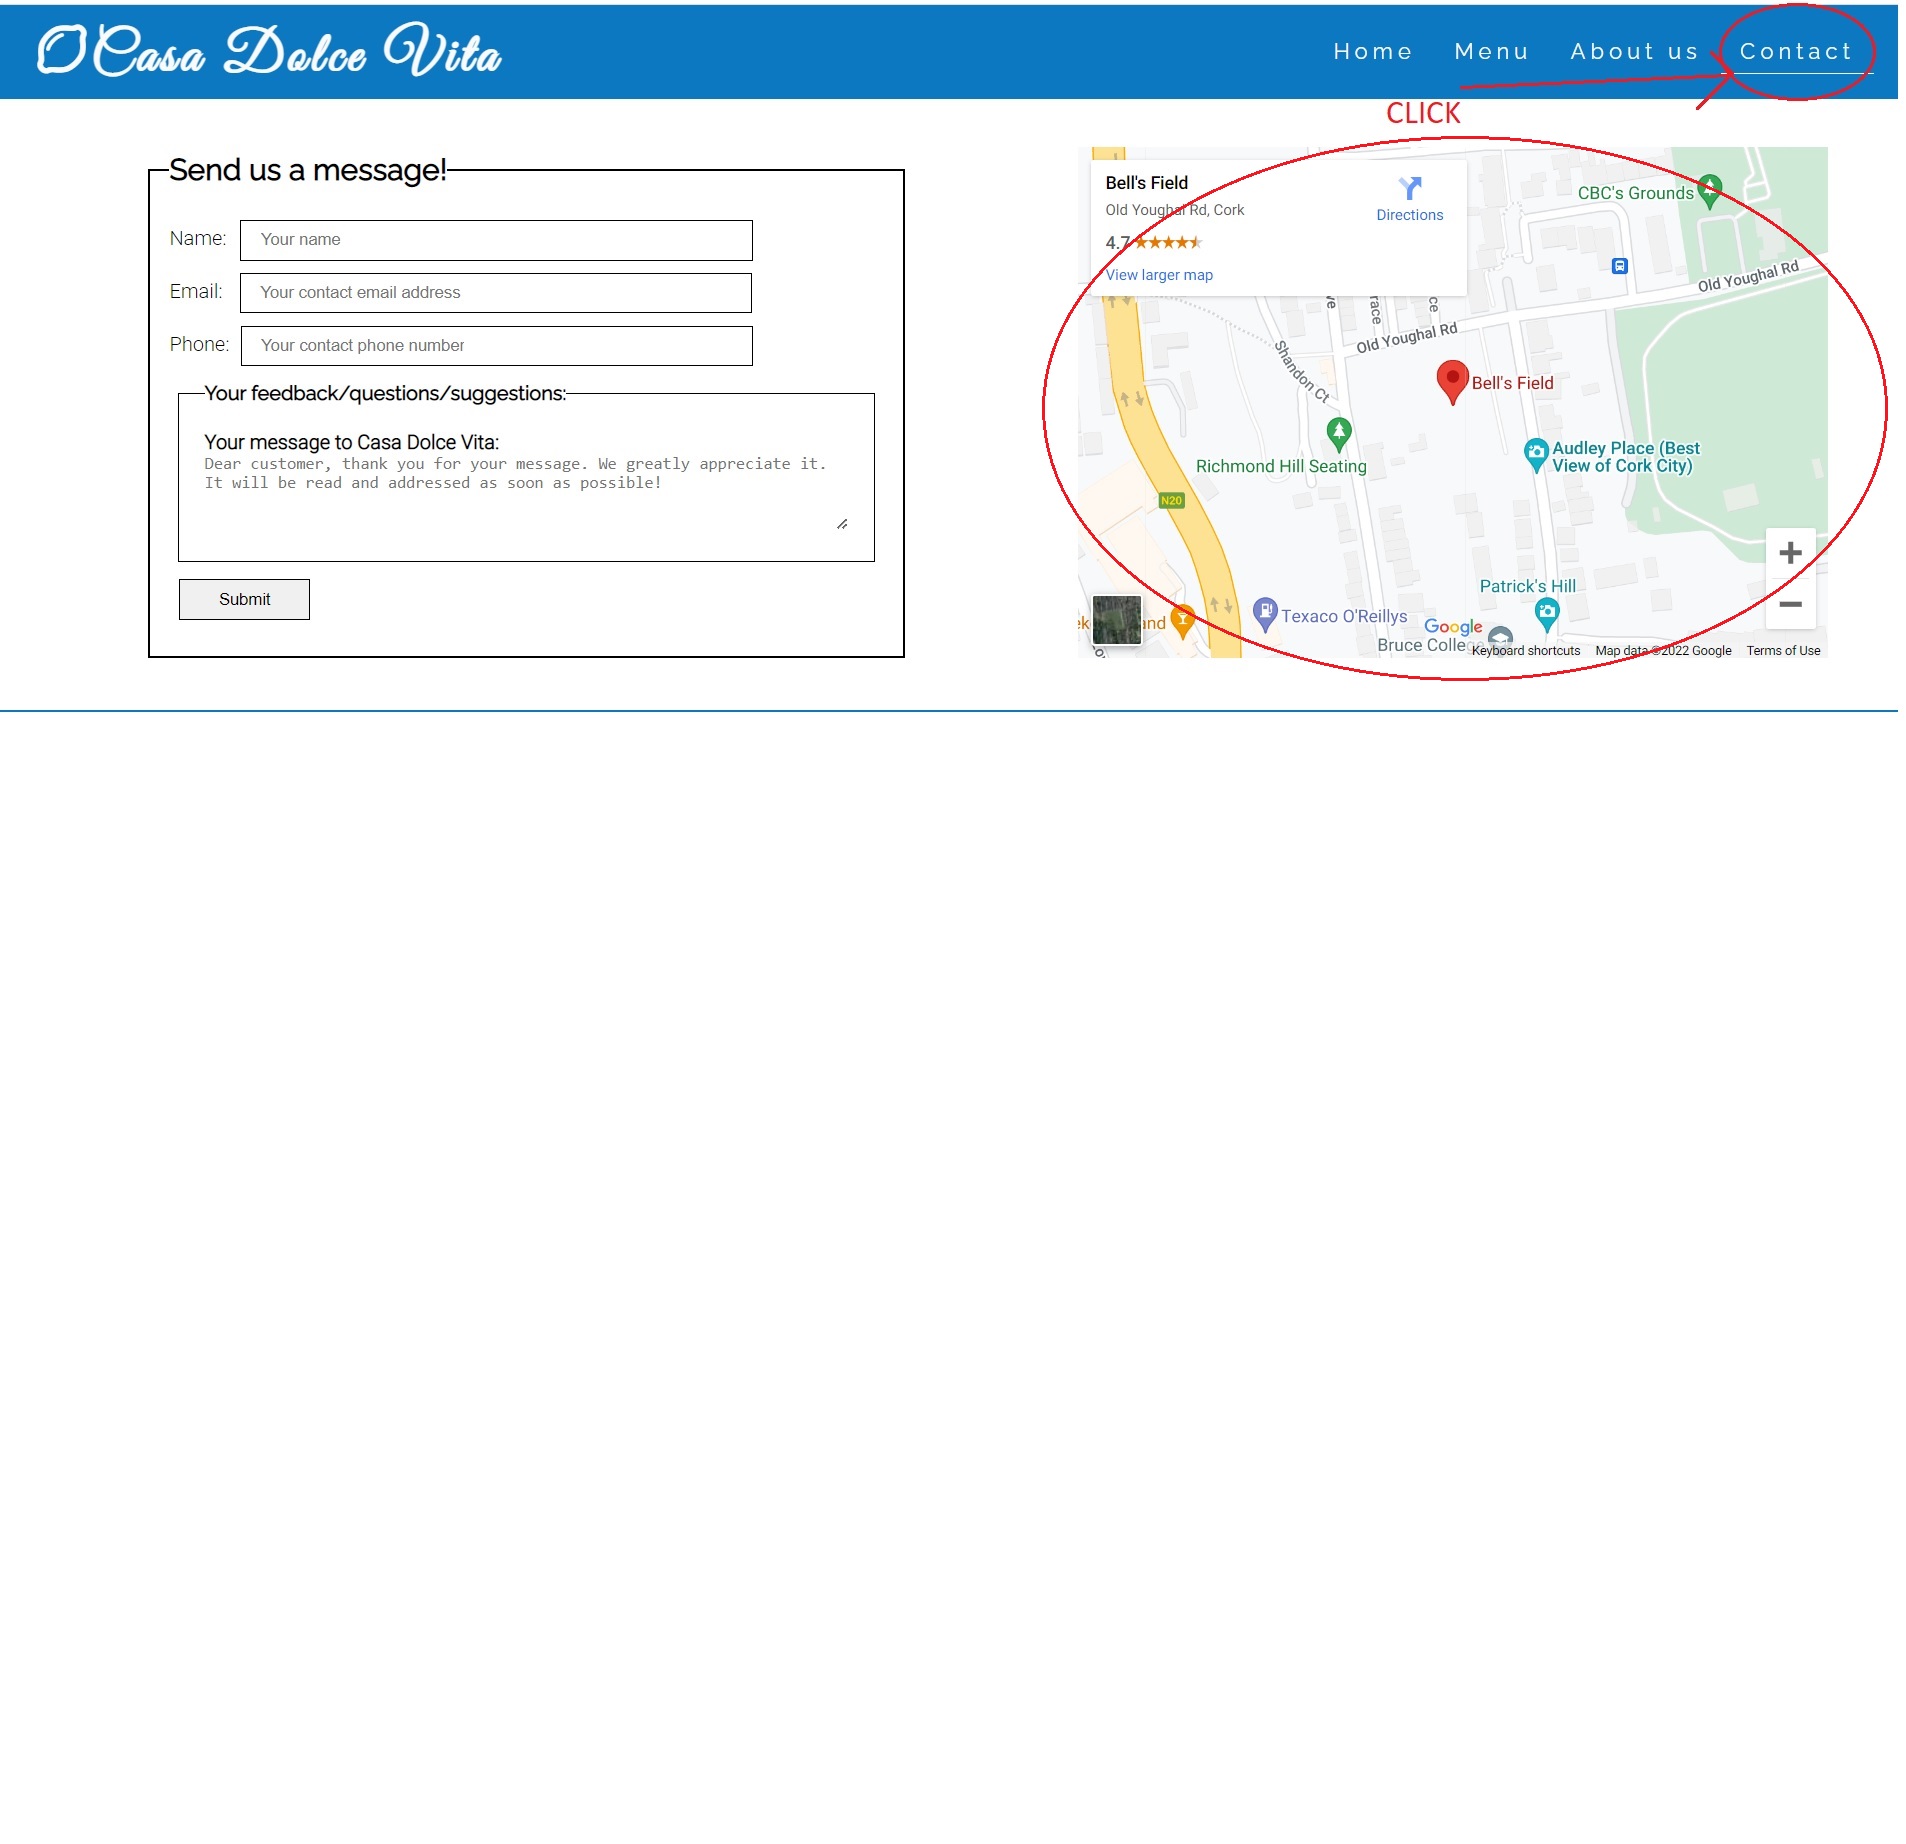 Casa Dolce Vita
Home Menu About us Contact
CLICK
Send us a message!
Name: Your name
Email: Your contact email address
Phone: Your contact phone number
Your feedback/questions/suggestions:
Your message to Casa Dolce Vita:
Dear customer, thank you for your message. We greatly appreciate it.
It will be read and addressed as soon as possible!
Submit
Bell's Field
Old Youghal Rd, Cork
4.7
View larger map
Directions
CBC's Grounds
Old Youghal Rd
Old Youghal Rd
Shandon Ct
Bell's Field
Richmond Hill Seating
Audley Place (Best
View of Cork City)
N20
Patrick's Hill
Texaco O'Reillys
Google
Bruce College
Keyboard shortcuts Map data ©2022 Google Terms of Use